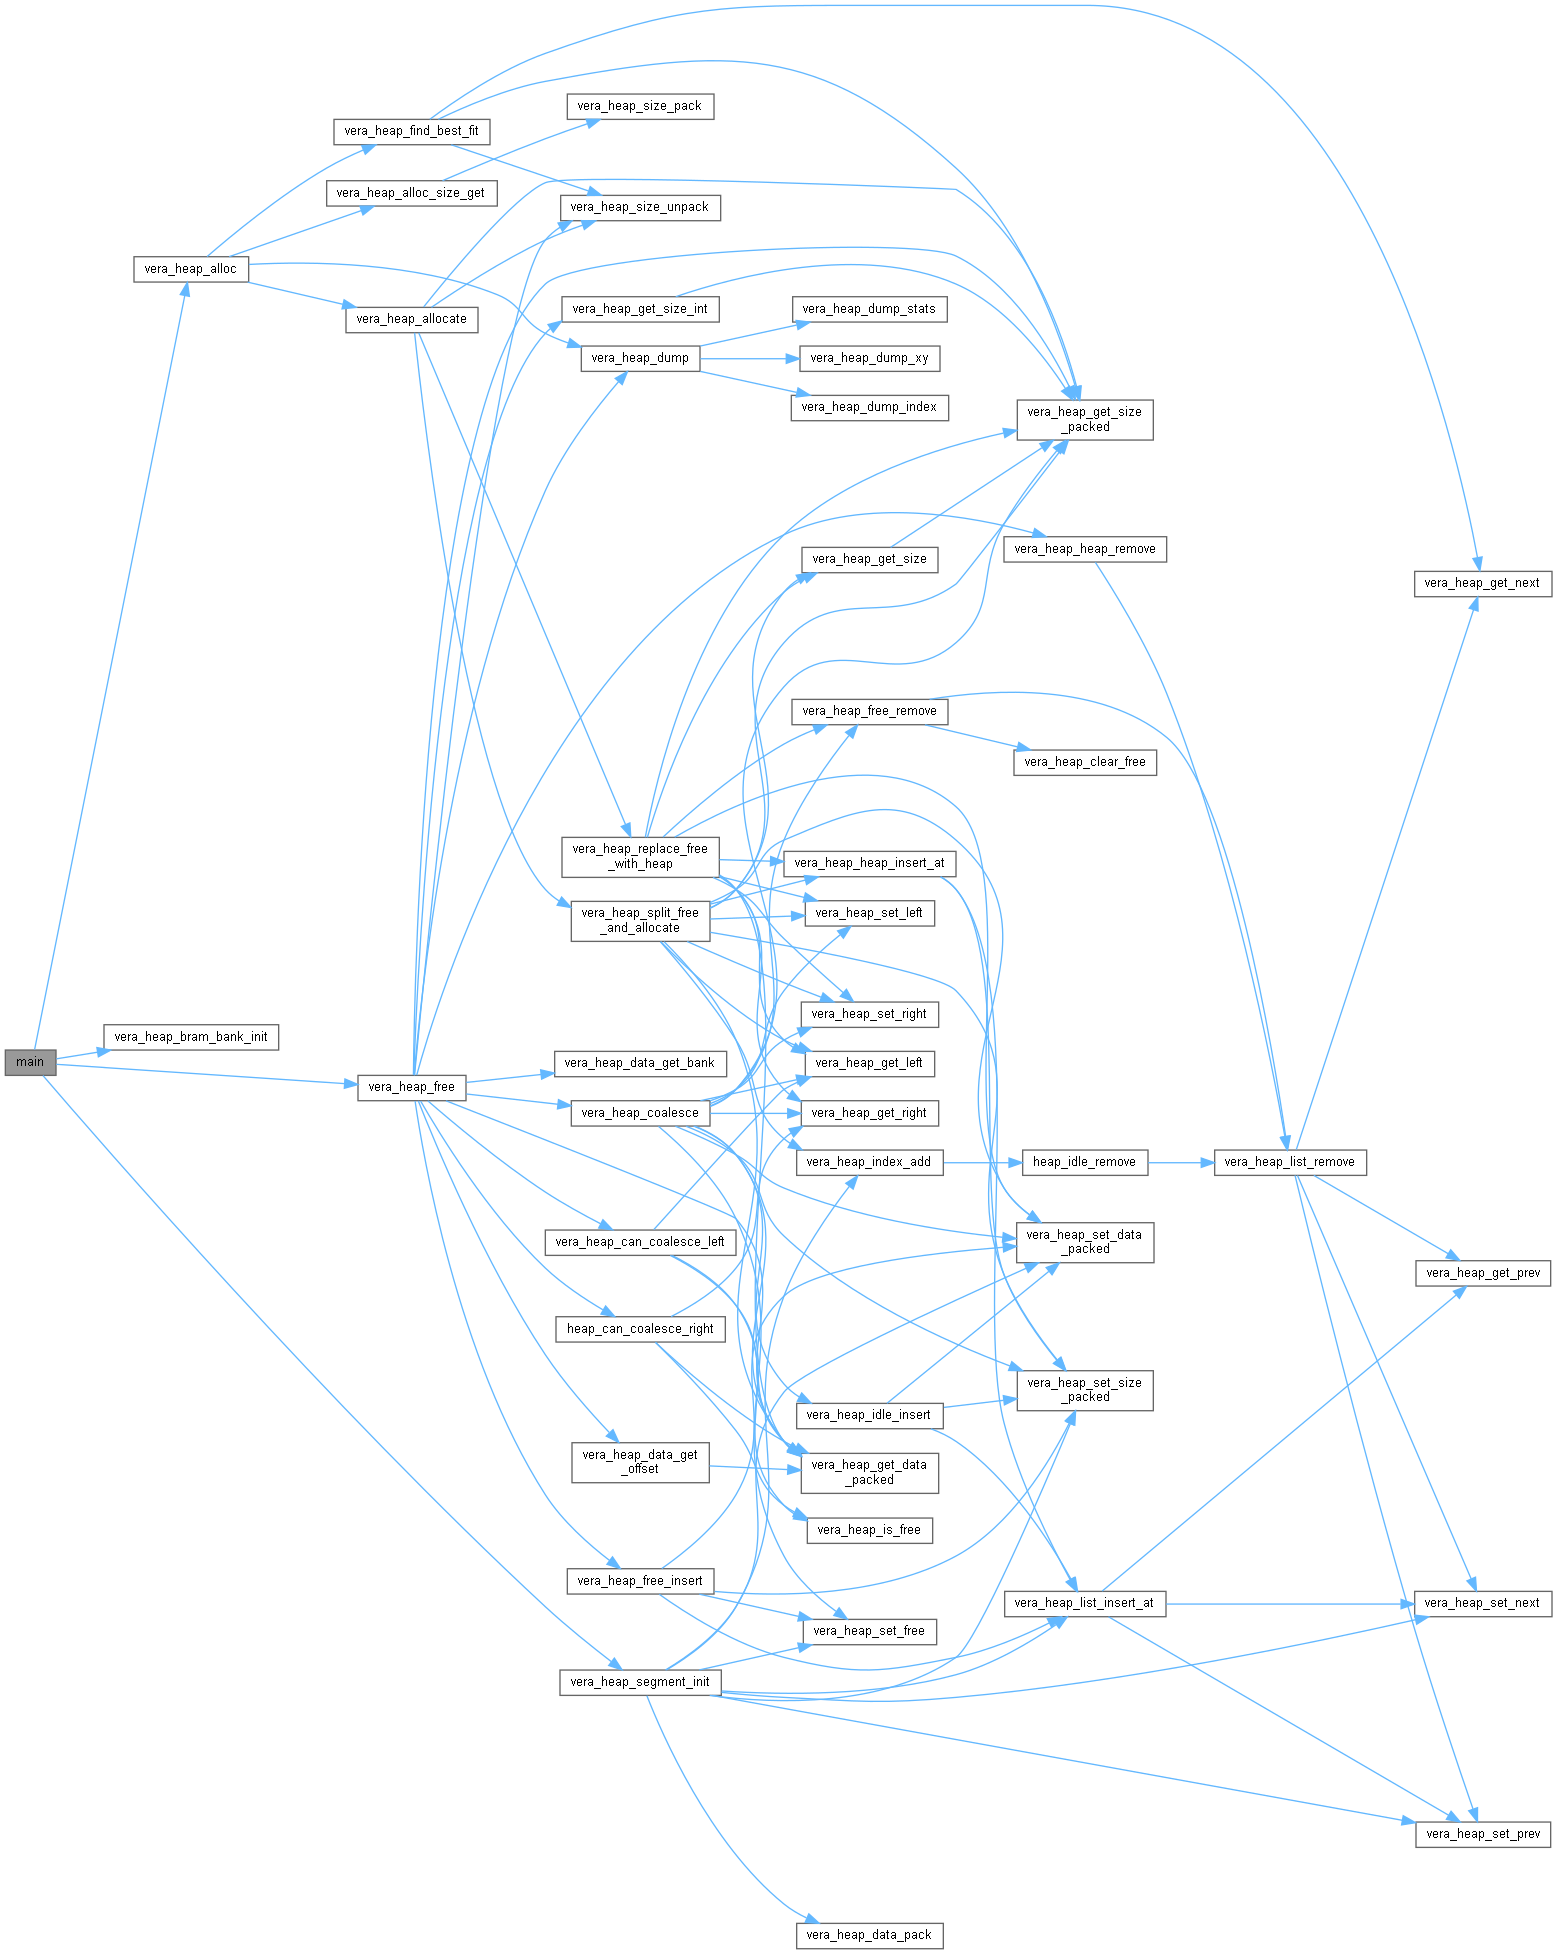 vera_heap_size_pack
vera_heap_find_best_fit
vera_heap_alloc_size_get
vera_heap_size_unpack
vera_heap_alloc
vera_heap_get_size_int
vera_heap_dump_stats
vera_heap_allocate
vera_heap_dump
vera_heap_dump_xy
vera_heap_dump_index
vera_heap_get_size
_packed
vera_heap_heap_remove
vera_heap_get_size
vera_heap_get_next
vera_heap_free_remove
vera_heap_clear_free
vera_heap_replace_free
_with_heap
vera_heap_heap_insert_at
vera_heap_split_free
_and_allocate
vera_heap_set_left
vera_heap_set_right
vera_heap_bram_bank_init
main
vera_heap_data_get_bank
vera_heap_get_left
vera_heap_free
vera_heap_coalesce
vera_heap_get_right
vera_heap_index_add
heap_idle_remove
vera_heap_list_remove
vera_heap_can_coalesce_left
vera_heap_set_data
_packed
vera_heap_get_prev
heap_can_coalesce_right
vera_heap_set_size
_packed
vera_heap_idle_insert
vera_heap_data_get
_offset
vera_heap_get_data
_packed
vera_heap_is_free
vera_heap_free_insert
vera_heap_list_insert_at
vera_heap_set_next
vera_heap_set_free
vera_heap_segment_init
vera_heap_set_prev
vera_heap_data_pack